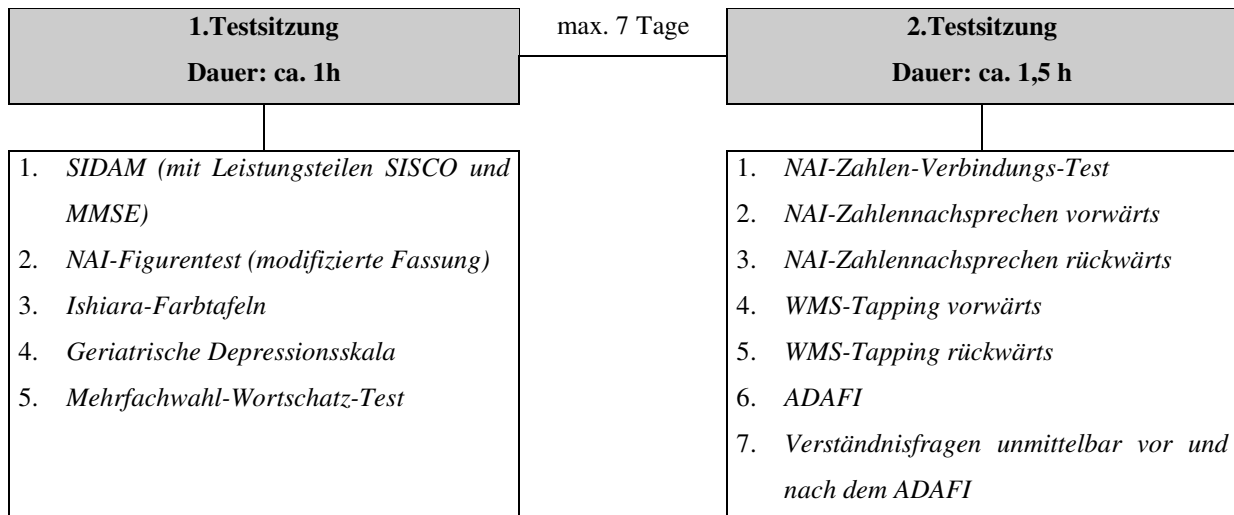 1.Testsitzung
Dauer: ca. 1h
max. 7 Tage
2.Testsitzung
Dauer: ca. 1,5 h
1. SIDAM (mit Leistungsteilen SISCO und
MMSE)
2. NAI-Figurentest (modifizierte Fassung)
3. Ishiara-Farbtafeln
4. Geriatrische Depressionsskala
5. Mehrfachwahl-Wortschatz-Test
1. NAI-Zahlen-Verbindungs-Test
2. NAI-Zahlennachsprechen vorwärts
3. NAI-Zahlennachsprechen rückwärts
4. WMS-Tapping vorwärts
5. WMS-Tapping rückwärts
6. ADAFI
7. Verständnisfragen unmittelbar vor und
nach dem ADAFI